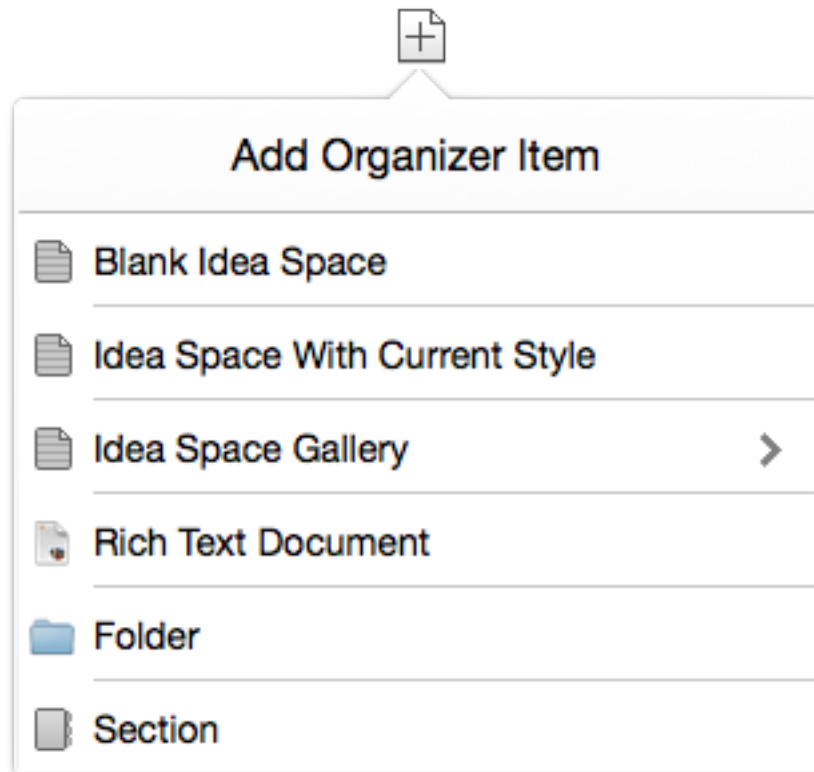 Add Organizer Item
Blank Idea Space
Idea Space With Current Style
Idea Space Gallery
Rich Text Document
Folder
Section